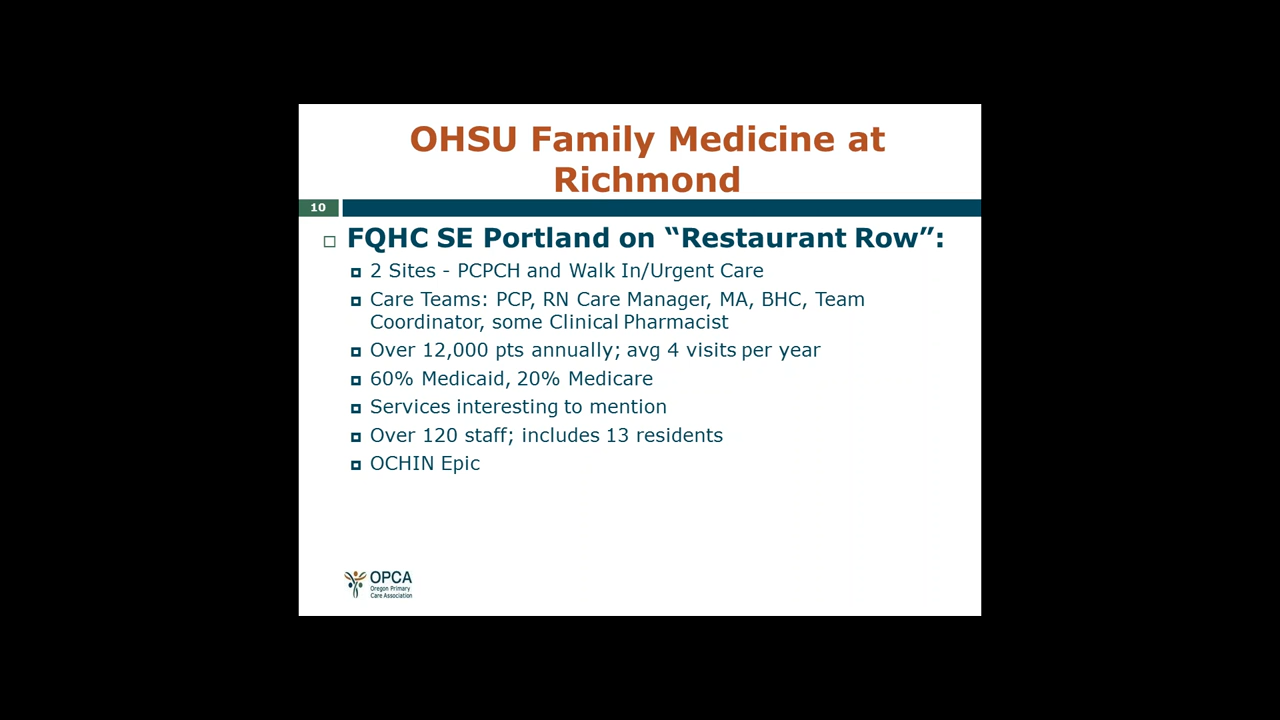 OHSU Family Medicine at
Richmond
10
FQHC SE Portland on “Restaurant Row”:
2 Sites - PCPCH and Walk In/Urgent Care
Care Teams: PCP, RN Care Manager, MA, BHC, Team
Coordinator, some Clinical Pharmacist
Over 12,000 pts annually; avg 4 visits per year
60% Medicaid, 20% Medicare
Services interesting to mention
Over 120 staff; includes 13 residents
OCHIN Epic
OPCA
Oregon Primary
Care Association